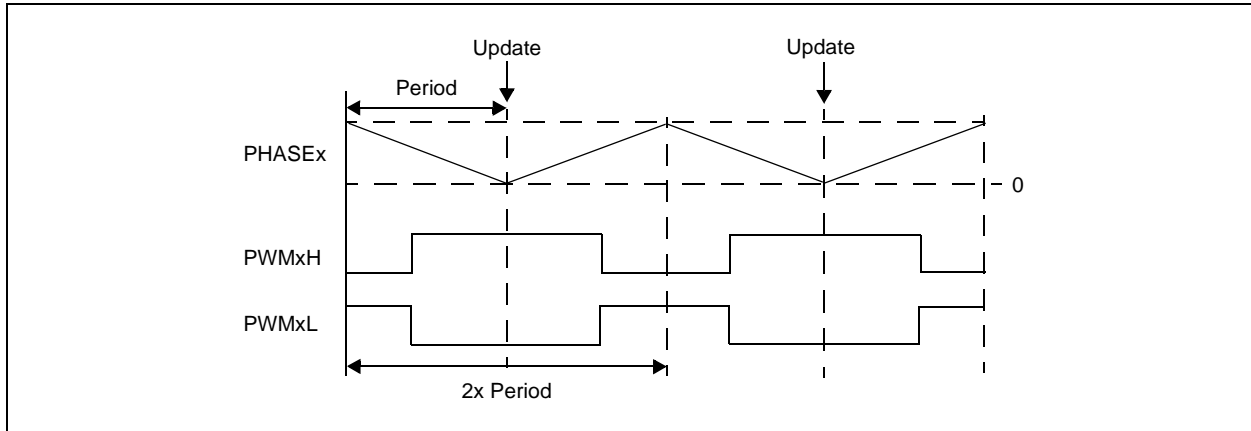 Update
Update
Period
PHASEx
0
PWMxH
PWMxL
2x Period